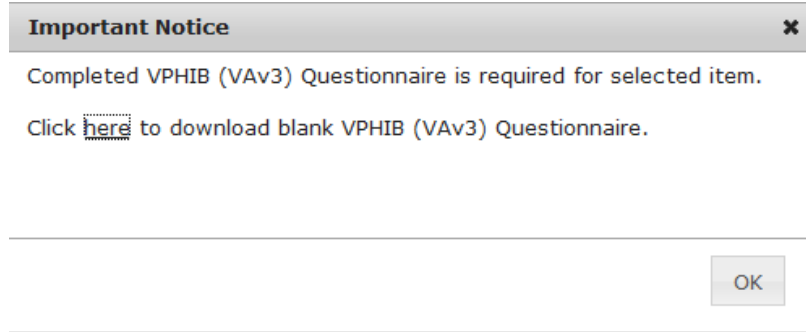 Important Notice
Completed VPHIB (VAv3) Questionnaire is required for selected item.
Click here to download blank VPHIB (VAv3) Questionnaire.
OK